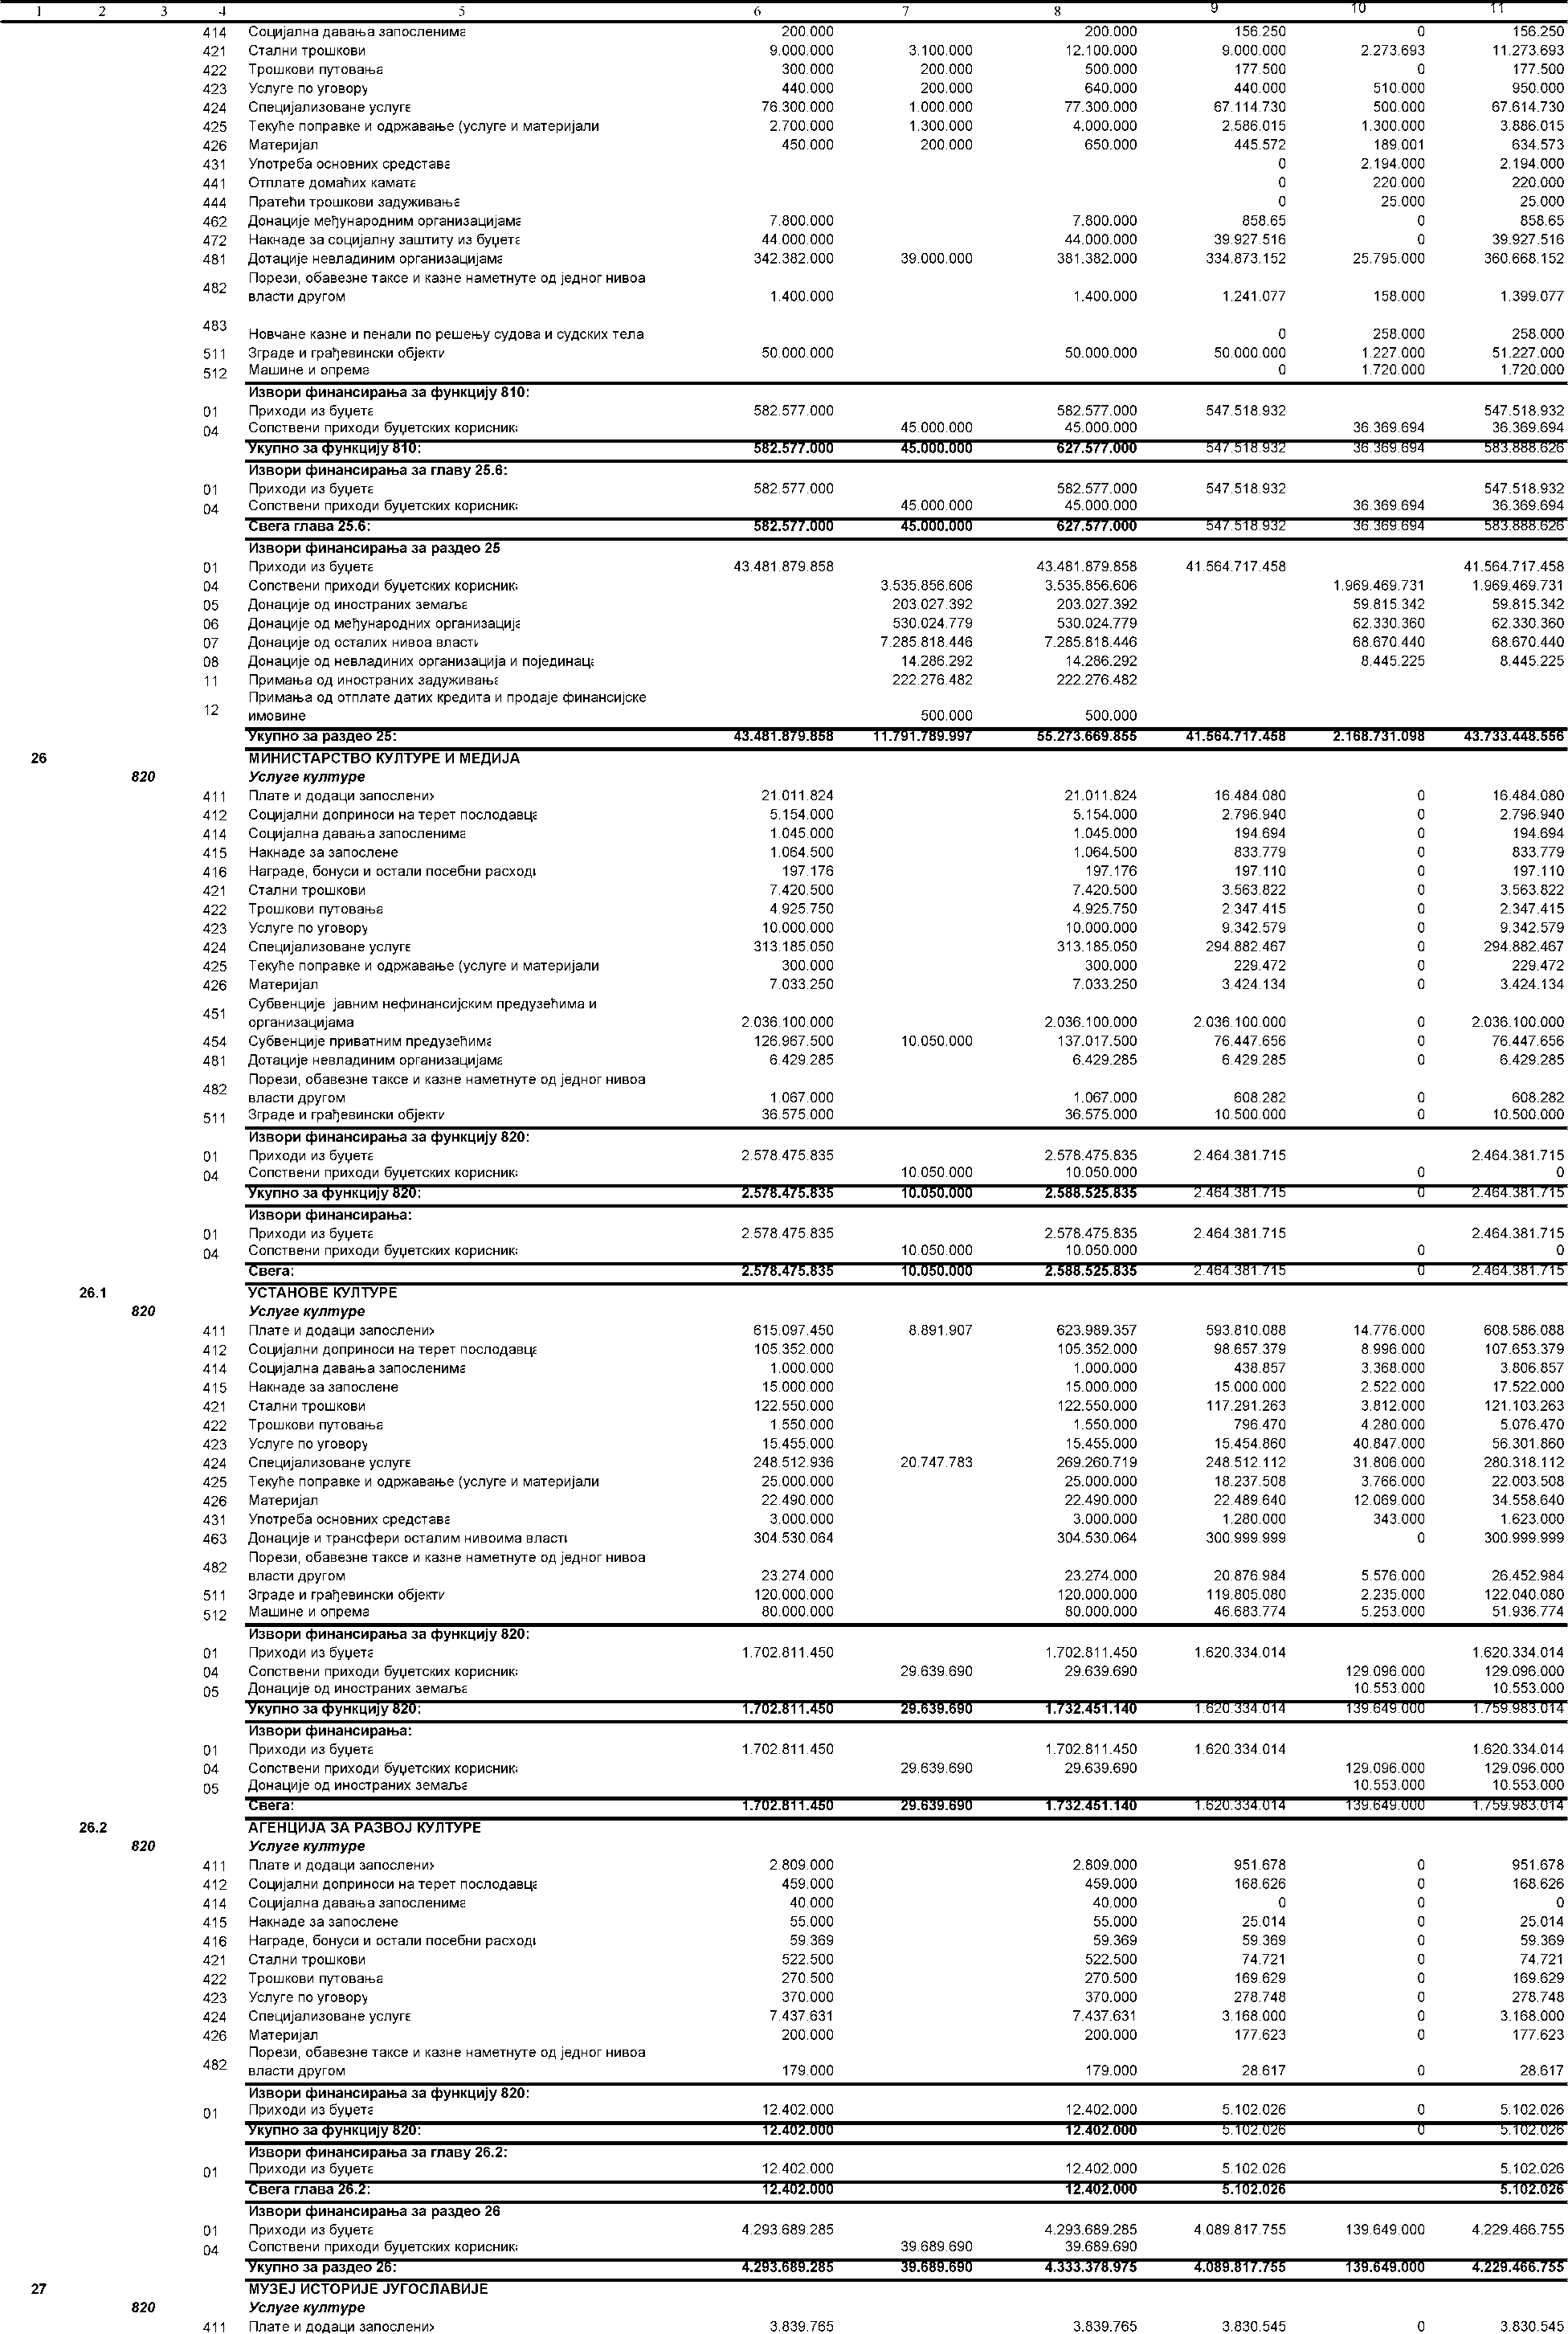 1 2 3 4 5 6 7 8 9 10 11
414 Социјална давања запосленима 200.000 200.000 156.250 0 156.250
421 Стални трошкови 9.000.000 3.100.000 12.100.000 9.000.000 2.273.693 11.273.693
422 Трошкови путовања 300.000 200.000 500.000 177.500 0 177.500
423 Услуге по уговору 440.000 200.000 640.000 440.000 510.000 950.000
424 Специјализоване услуге 76.300.000 1.000.000 77.300.000 67.114.730 500.000 67.614.730
425 Текуће поправке и одржавање (услуге и материјали 2.700.000 1.300.000 4.000.000 2.586.015 1.300.000 3.886.015
426 Материјал 450.000 200.000 650.000 445.572 189.001 634.573
431 Употреба основних средстава 0 2.194.000 2.194.000
441 Отплате домаћих камата 0 220.000 220.000
444 Пратећи трошкови задуживања 0 25.000 25.000
462 Донације међународним организацијама 7.800.000 7.800.000 858.65 0 858.65
472 Накнаде за социјалну заштиту из буџета 44.000.000 44.000.000 39.927.516 0 39.927.516
481 Дотације невладиним организацијама 342.382.000 39.000.000 381.382.000 334.873.152 25.795.000 360.668.152
Порези, обавезне таксе и казне наметнуте од једног нивоа
482 власти другом 1.400.000 1.400.000 1.241.077 158.000 1.399.077
483 Новчане казне и пенали по решењу судова и судских тела 0 258.000 258.000
511 Зграде и грађевински објекти 50.000.000 50.000.000 50.000.000 1.227.000 51.227.000
512 Машине и опрема 0 1.720.000 1.720.000
Извори финансирања за функцију 810:
01 Приходи из буџета 582.577.000 582.577.000 547.518.932 547.518.932
04 Сопствени приходи буџетских корисник 45.000.000 45.000.000 36.369.694 36.369.694
Укупно за функцију 810: 582.577.000 45.000.000 627.577.000 547.518.932 36.369.694 583.888.626
Извори финансирања за главу 25.6:
01 Приходи из буџета 582.577.000 582.577.000 547.518.932 547.518.932
04 Сопствени приходи буџетских корисник 45.000.000 45.000.000 36.369.694 36.369.694
Свега глава 25.6: 582.577.000 45.000.000 627.577.000 547.518.932 36.369.694 583.888.626
Извори финансирања за раздео 25
01 Приходи из буџета 43.481.879.858 43.481.879.858 41.564.717.458 41.564.717.458
04 Сопствени приходи буџетских корисник 3.535.856.606 3.535.856.606 1.969.469.731 1.969.469.731
05 Донације од иностраних земаља 203.027.392 203.027.392 59.815.342 59.815.342
06 Донације од међународних организација 530.024.779 530.024.779 62.330.360 62.330.360
07 Донације од осталих нивоа власти 7.285.818.446 7.285.818.446 68.670.440 68.670.440
08 Донације од невладиних организација и појединаца 14.286.292 14.286.292 8.445.225 8.445.225
11 Примања од иностраних задуживања 222.276.482 222.276.482
Примања од отплате датих кредита и продаје финансијске
12 имовине 500.000 500.000
Укупно за раздео 25: 43.481.879.858 11.791.789.997 55.273.669.855 41.564.717.458 2.168.731.098 43.733.448.556
26 МИНИСТАРСТВО КУЛТУРЕ И МЕДИЈА
820 Услуге културе
411 Плате и додаци запослених 21.011.824 21.011.824 16.484.080 0 16.484.080
412 Социјални доприноси на терет послодавца 5.154.000 5.154.000 2.796.940 0 2.796.940
414 Социјална давања запосленима 1.045.000 1.045.000 194.694 0 194.694
415 Накнаде за запослене 1.064.500 1.064.500 833.779 0 833.779
416 Награде, бонуси и остали посебни расходи 197.176 197.176 197.110 0 197.110
421 Стални трошкови 7.420.500 7.420.500 3.563.822 0 3.563.822
422 Трошкови путовања 4.925.750 4.925.750 2.347.415 0 2.347.415
423 Услуге по уговору 10.000.000 10.000.000 9.342.579 0 9.342.579
424 Специјализоване услуге 313.185.050 313.185.050 294.882.467 0 294.882.467
425 Текуће поправке и одржавање (услуге и материјали 300.000 300.000 229.472 0 229.472
426 Материјал 7.033.250 7.033.250 3.424.134 0 3.424.134
Субвенције јавним нефинансијским предузећима и
451 организацијама 2.036.100.000 2.036.100.000 2.036.100.000 0 2.036.100.000
454 Субвенције приватним предузећима 126.967.500 10.050.000 137.017.500 76.447.656 0 76.447.656
481 Дотације невладиним организацијама 6.429.285 6.429.285 6.429.285 0 6.429.285
Порези, обавезне таксе и казне наметнуте од једног нивоа
482 власти другом 1.067.000 1.067.000 608.282 0 608.282
511 Зграде и грађевински објекти 36.575.000 36.575.000 10.500.000 0 10.500.000
Извори финансирања за функцију 820:
01 Приходи из буџета 2.578.475.835 2.578.475.835 2.464.381.715 2.464.381.715
04 Сопствени приходи буџетских корисник 10.050.000 10.050.000 0 0
Укупно за функцију 820: 2.578.475.835 10.050.000 2.588.525.835 2.464.381.715 0 2.464.381.715
Извори финансирања:
01 Приходи из буџета 2.578.475.835 2.578.475.835 2.464.381.715 2.464.381.715
04 Сопствени приходи буџетских корисник 10.050.000 10.050.000 0 0
Свега: 2.578.475.835 10.050.000 2.588.525.835 2.464.381.715 0 2.464.381.715
26.1 УСТАНОВЕ КУЛТУРЕ
820 Услуге културе
411 Плате и додаци запослених 615.097.450 8.891.907 623.989.357 593.810.088 14.776.000 608.586.088
412 Социјални доприноси на терет послодавца 105.352.000 105.352.000 98.657.379 8.996.000 107.653.379
414 Социјална давања запосленима 1.000.000 1.000.000 438.857 3.368.000 3.806.857
415 Накнаде за запослене 15.000.000 15.000.000 15.000.000 2.522.000 17.522.000
421 Стални трошкови 122.550.000 122.550.000 117.291.263 3.812.000 121.103.263
422 Трошкови путовања 1.550.000 1.550.000 796.470 4.280.000 5.076.470
423 Услуге по уговору 15.455.000 15.455.000 15.454.860 40.847.000 56.301.860
424 Специјализоване услуге 248.512.936 20.747.783 269.260.719 248.512.112 31.806.000 280.318.112
425 Текуће поправке и одржавање (услуге и материјали 25.000.000 25.000.000 18.237.508 3.766.000 22.003.508
426 Материјал 22.490.000 22.490.000 22.489.640 12.069.000 34.558.640
431 Употреба основних средстава 3.000.000 3.000.000 1.280.000 343.000 1.623.000
463 Донације и трансфери осталим нивоима власти 304.530.064 304.530.064 300.999.999 0 300.999.999
Порези, обавезне таксе и казне наметнуте од једног нивоа
482 власти другом 23.274.000 23.274.000 20.876.984 5.576.000 26.452.984
511 Зграде и грађевински објекти 120.000.000 120.000.000 119.805.080 2.235.000 122.040.080
512 Машине и опрема 80.000.000 80.000.000 46.683.774 5.253.000 51.936.774
Извори финансирања за функцију 820:
01 Приходи из буџета 1.702.811.450 1.702.811.450 1.620.334.014 1.620.334.014
04 Сопствени приходи буџетских корисник 29.639.690 29.639.690 129.096.000 129.096.000
05 Донације од иностраних земаља 10.553.000 10.553.000
Укупно за функцију 820: 1.702.811.450 29.639.690 1.732.451.140 1.620.334.014 139.649.000 1.759.983.014
Извори финансирања:
01 Приходи из буџета 1.702.811.450 1.702.811.450 1.620.334.014 1.620.334.014
04 Сопствени приходи буџетских корисник 29.639.690 29.639.690 129.096.000 129.096.000
05 Донације од иностраних земаља 10.553.000 10.553.000
Свега: 1.702.811.450 29.639.690 1.732.451.140 1.620.334.014 139.649.000 1.759.983.014
26.2 АГЕНЦИЈА ЗА РАЗВОЈ КУЛТУРЕ
820 Услуге културе
411 Плате и додаци запослених 2.809.000 2.809.000 951.678 0 951.678
412 Социјални доприноси на терет послодавца 459.000 459.000 168.626 0 168.626
414 Социјална давања запосленима 40.000 40.000 0 0 0
415 Накнаде за запослене 55.000 55.000 25.014 0 25.014
416 Награде, бонуси и остали посебни расходи 59.369 59.369 59.369 0 59.369
421 Стални трошкови 522.500 522.500 74.721 0 74.721
422 Трошкови путовања 270.500 270.500 169.629 0 169.629
423 Услуге по уговору 370.000 370.000 278.748 0 278.748
424 Специјализоване услуге 7.437.631 7.437.631 3.168.000 0 3.168.000
426 Материјал 200.000 200.000 177.623 0 177.623
Порези, обавезне таксе и казне наметнуте од једног нивоа
482 власти другом 179.000 179.000 28.617 0 28.617
Извори финансирања за функцију 820:
01 Приходи из буџета 12.402.000 12.402.000 5.102.026 0 5.102.026
Укупно за функцију 820: 12.402.000 12.402.000 5.102.026 0 5.102.026
Извори финансирања за главу 26.2:
01 Приходи из буџета 12.402.000 12.402.000 5.102.026 5.102.026
Свега глава 26.2: 12.402.000 12.402.000 5.102.026 5.102.026
Извори финансирања за раздео 26
01 Приходи из буџета 4.293.689.285 4.293.689.285 4.089.817.755 139.649.000 4.229.466.755
04 Сопствени приходи буџетских корисник 39.689.690 39.689.690
Укупно за раздео 26: 4.293.689.285 39.689.690 4.333.378.975 4.089.817.755 139.649.000 4.229.466.755
27 МУЗЕЈ ИСТОРИЈЕ ЈУГОСЛАВИЈЕ
820 Услуге културе
411 Плате и додаци запослених 3.839.765 3.839.765 3.830.545 0 3.830.545